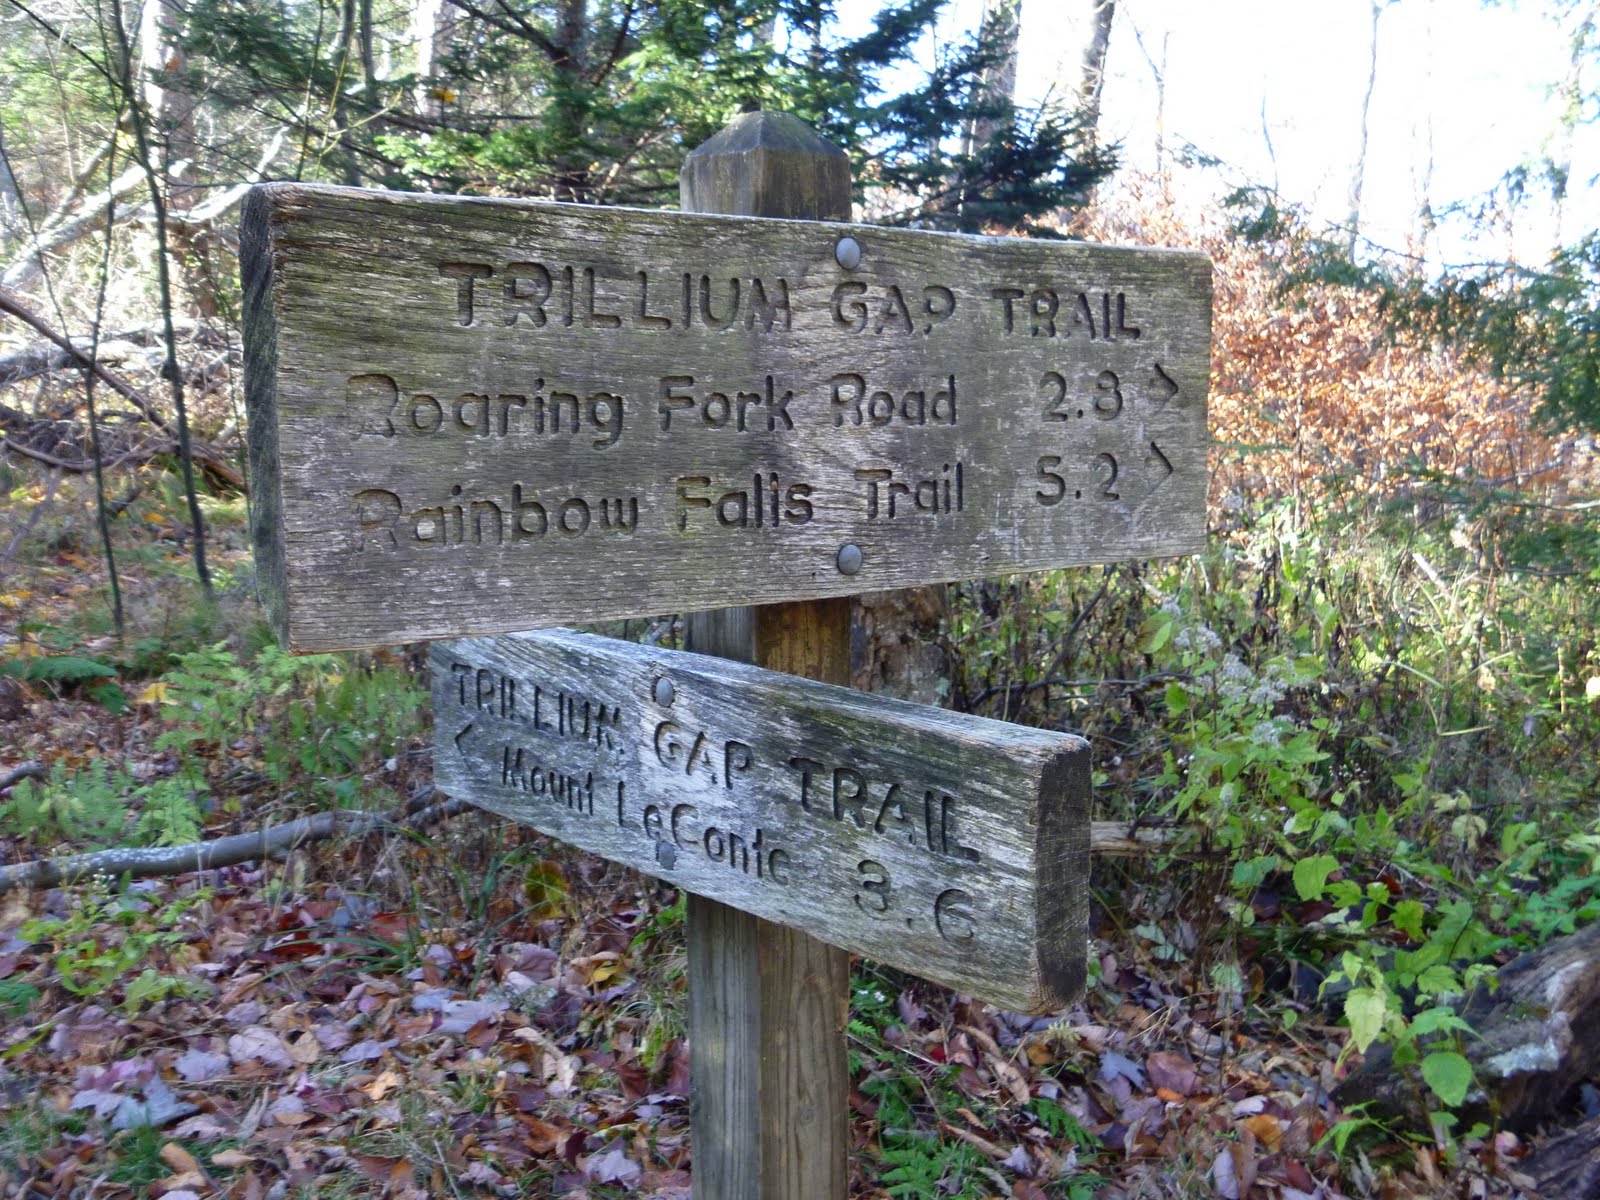 TRILLIUM GAP TRAIL
Roaring Fork Road 2.8 >
Rainbow Falls Trail 5.2 >
TRILLIUM GAP TRAIL
< Mount LeConte 3.6